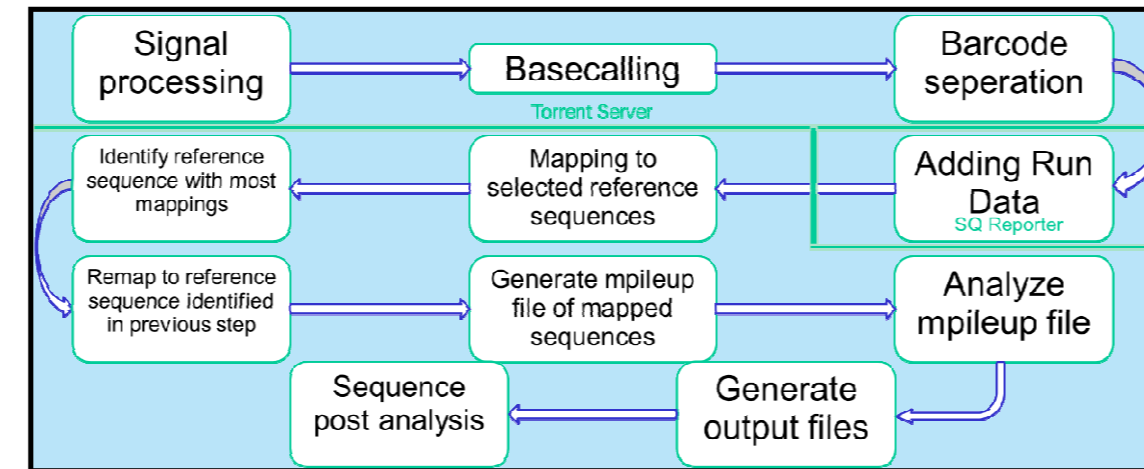 Signal
processing
Basecalling
Barcode
seperation
Torrent Server
Adding Run
Data
SQ Reporter
Mapping to
selected reference
sequences
Identify reference
sequence with most
mappings
Remap to reference
sequence identified
in previous step
Generate mpileup
file of mapped
sequences
Analyze
mpileup file
Generate
output files
Sequence
post analysis